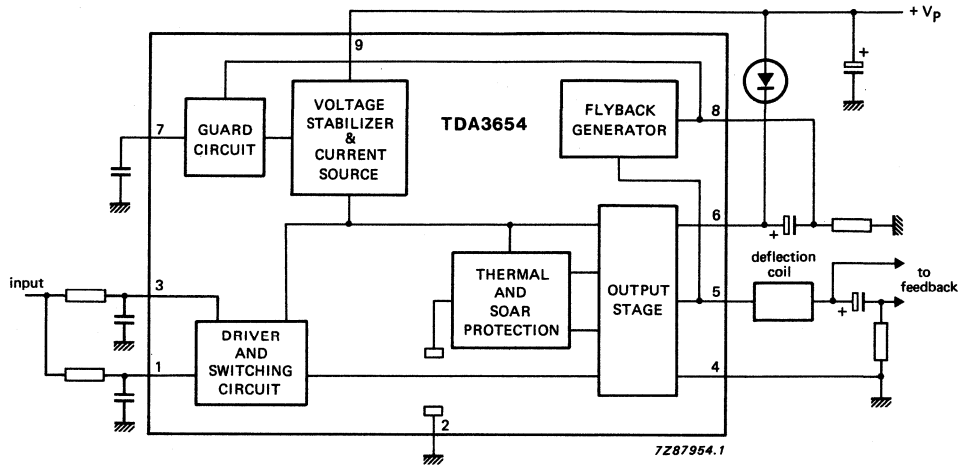 + Vp
9
+
VOLTAGE
STABILIZER
&
CURRENT
SOURCE
TDA3654
FLYBACK
GENERATOR
8
7
GUARD
CIRCUIT
6
+
input
3
THERMAL
AND
SOAR
PROTECTION
OUTPUT
STAGE
5
deflection
coil
to
feedback
+
DRIVER
AND
SWITCHING
CIRCUIT
1
4
2
7Z87954.1